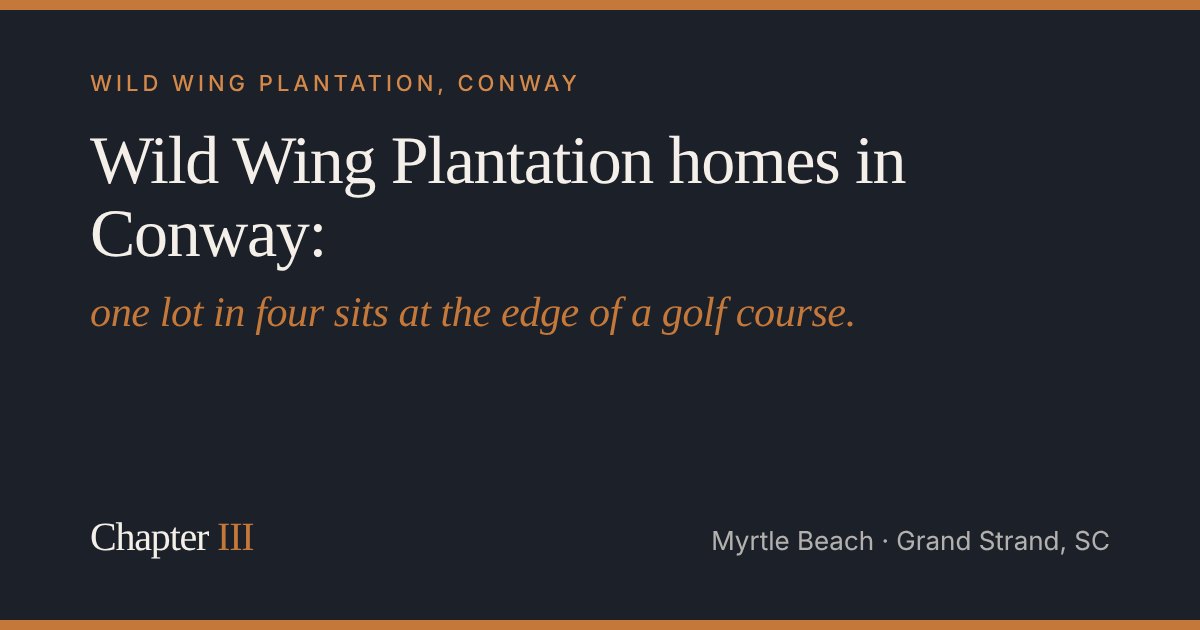 WILD WING PLANTATION, CONWAY
Wild Wing Plantation homes in
Conway:
one lot in four sits at the edge of a golf course.
Chapter III
Myrtle Beach · Grand Strand, SC